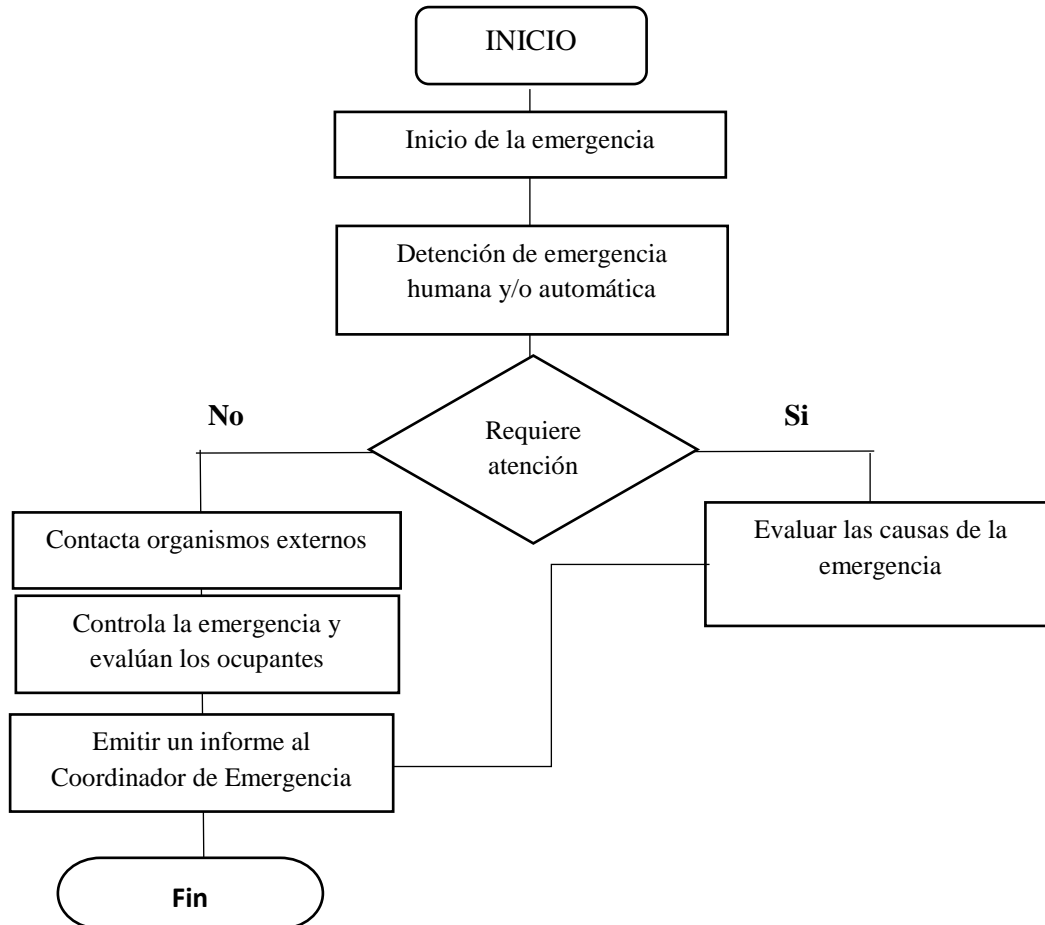 INICIO
Inicio de la emergencia
Detención de emergencia
humana y/o automática
No
Si
Requiere
atención
Contacta organismos externos
Evaluar las causas de la
emergencia
Controla la emergencia y
evalúan los ocupantes
Emitir un informe al
Coordinador de Emergencia
Fin